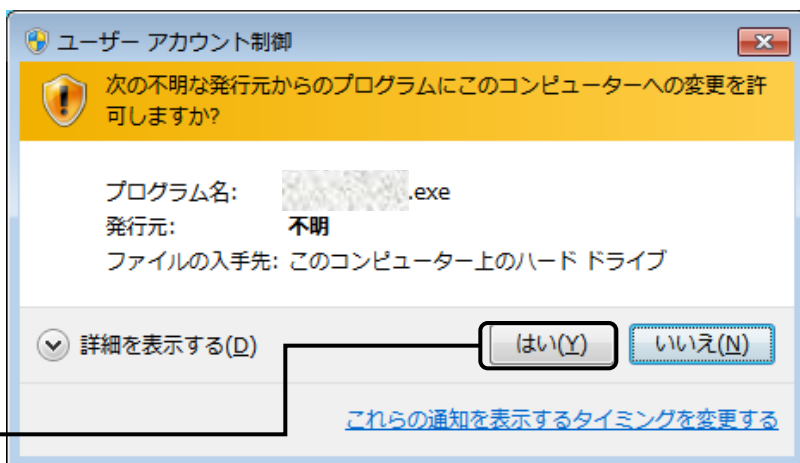 ユーザー アカウント制御
次の不明な発行元からのプログラムにこのコンピューターへの変更を許
可しますか?
プログラム名: .exe
発行元: 不明
ファイルの入手先: このコンピューター上のハード ドライブ
詳細を表示する(D)
はい(Y)
いいえ(N)
これらの通知を表示するタイミングを変更する